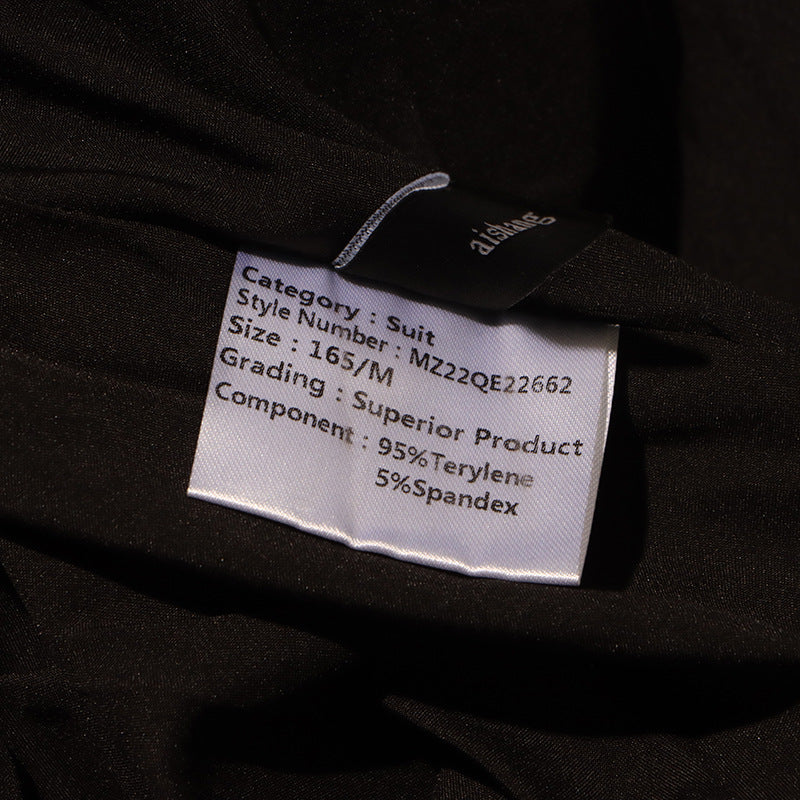 aishang
Category : Suit
Style Number : MZ22QE22662
Size : 165/M
Grading : Superior Product
Component : 95%Terylene
5%Spandex